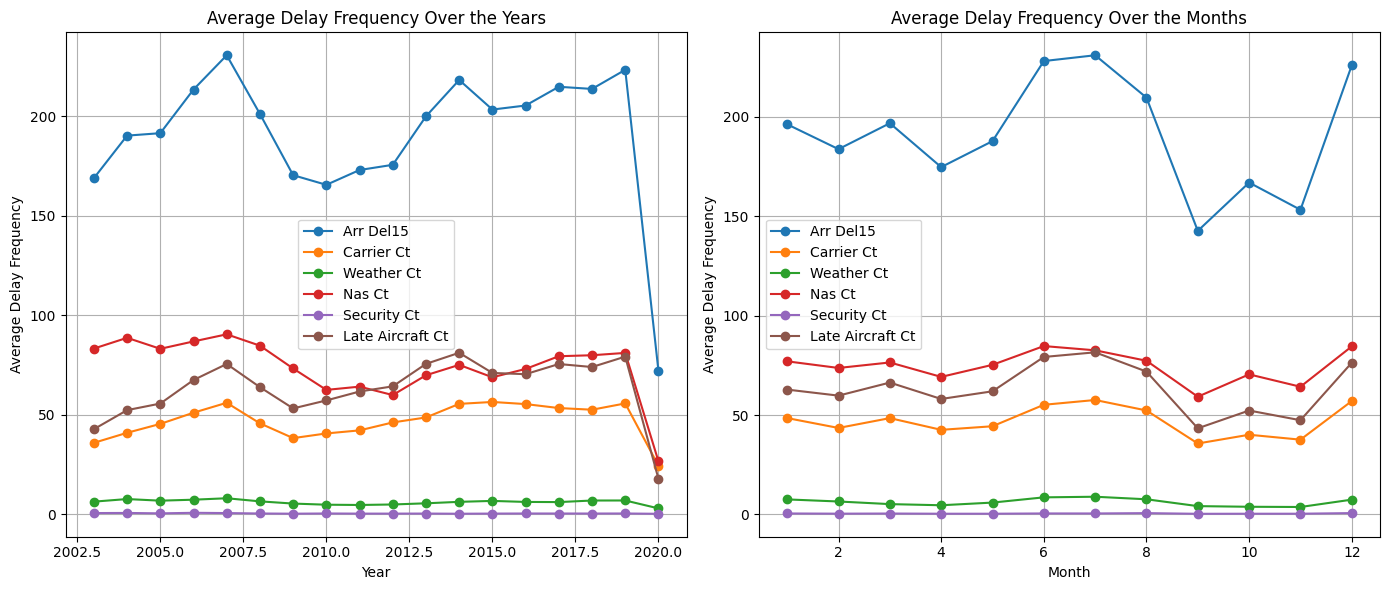 Average Delay Frequency Over the Years
Average Delay Frequency
200
150
100
50
0
Arr Del15
Carrier Ct
Weather Ct
Nas Ct
Security Ct
Late Aircraft Ct
2002.5 2005.0 2007.5 2010.0 2012.5 2015.0 2017.5 2020.0
Year
Average Delay Frequency Over the Months
Average Delay Frequency
200
150
100
50
0
Arr Del15
Carrier Ct
Weather Ct
Nas Ct
Security Ct
Late Aircraft Ct
2 4 6 8 10 12
Month